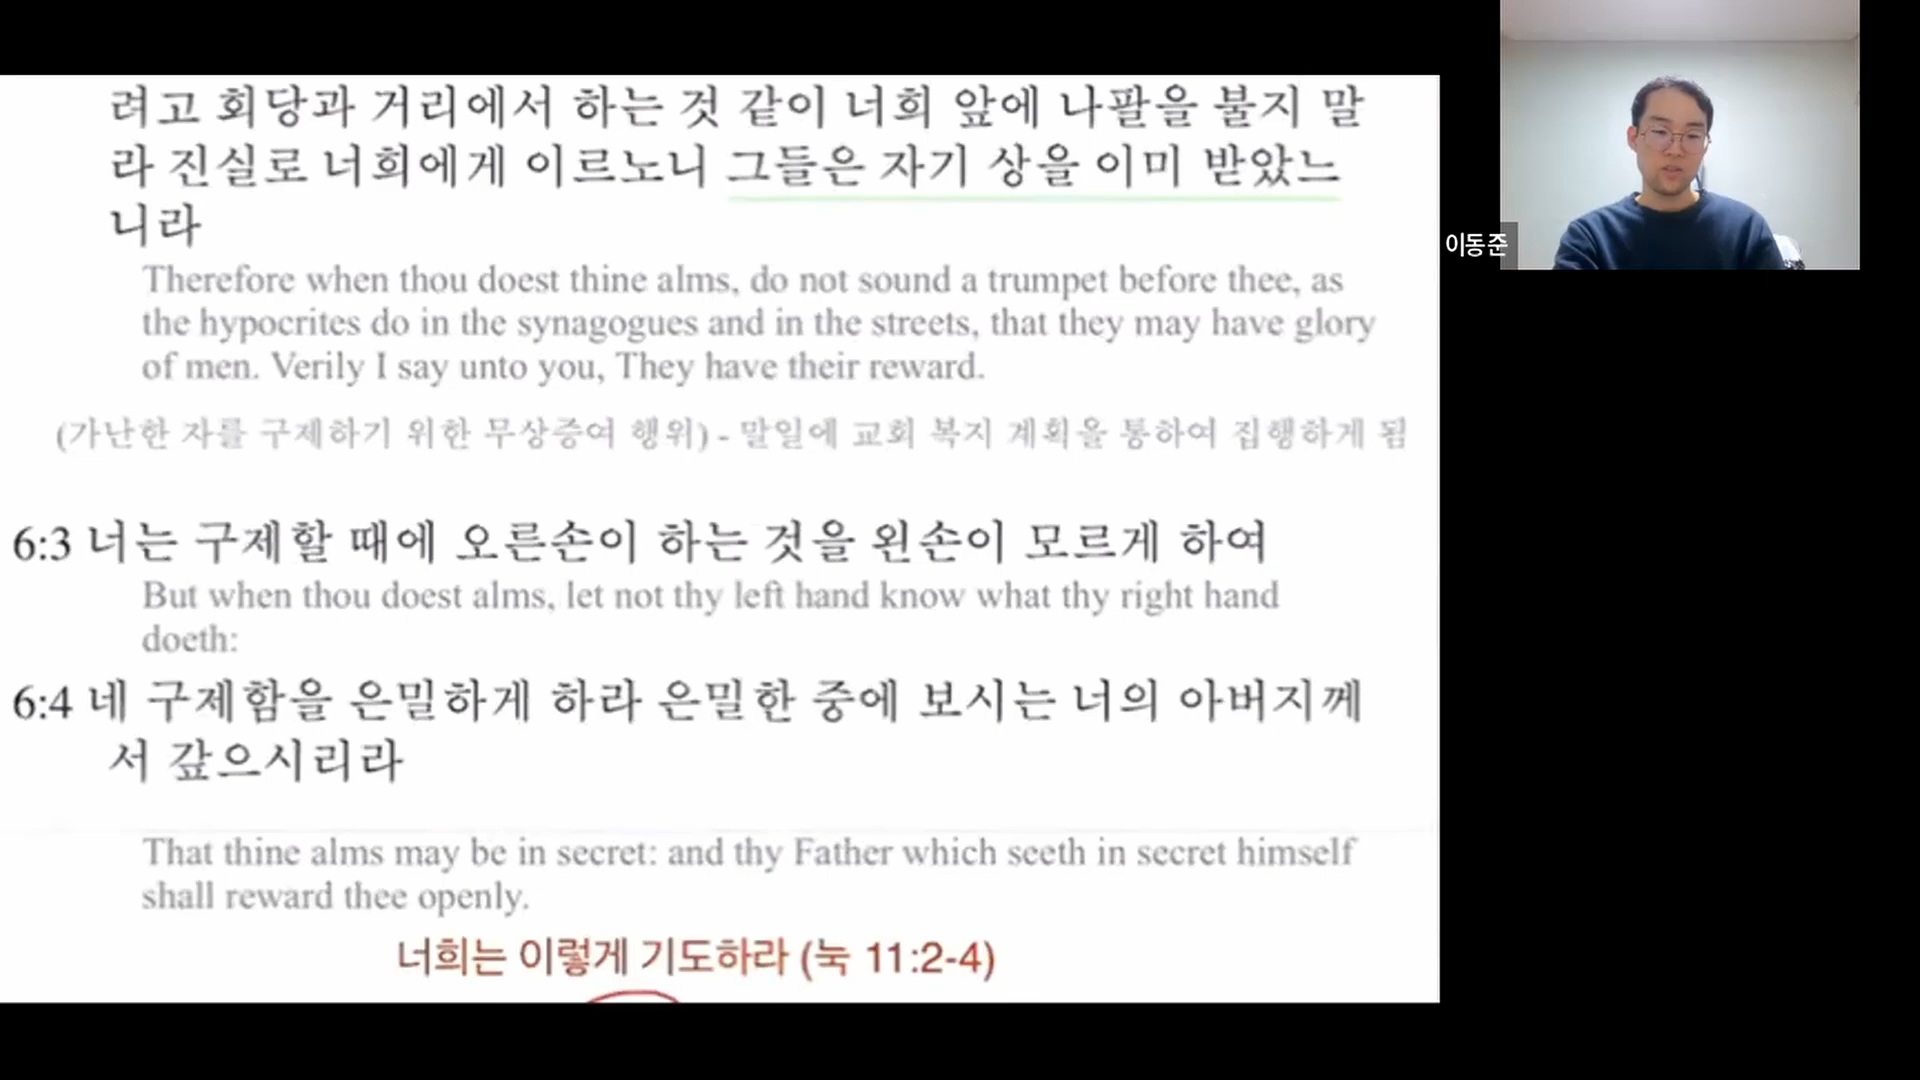 려고 회당과 거리에서 하는 것 같이 너희 앞에 나팔을 불지 말
라 진실로 너희에게 이르노니 그들은 자기 상을 이미 받았느
니라
Therefore when thou doest thine alms, do not sound a trumpet before thee, as
the hypocrites do in the synagogues and in the streets, that they may have glory
of men. Verily I say unto you, They have their reward.
(가난한 자를 구제하기 위한 무상증여 행위) - 말일에 교회 복지 계획을 통하여 집행하게 됨
6:3 너는 구제할 때에 오른손이 하는 것을 왼손이 모르게 하여
But when thou doest alms, let not thy left hand know what thy right hand
doeth:
6:4 네 구제함을 은밀하게 하라 은밀한 중에 보시는 너의 아버지께
서 갚으시리라
That thine alms may be in secret: and thy Father which seeth in secret himself
shall reward thee openly.
너희는 이렇게 기도하라 (눅 11:2-4)
이동준